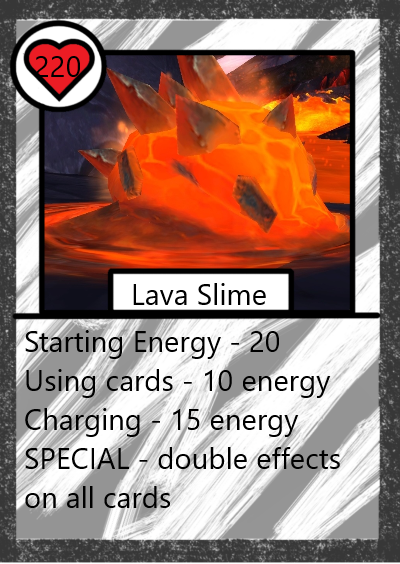 220
Lava Slime
Starting Energy - 20
Using cards - 10 energy
Charging - 15 energy
SPECIAL - double effects
on all cards